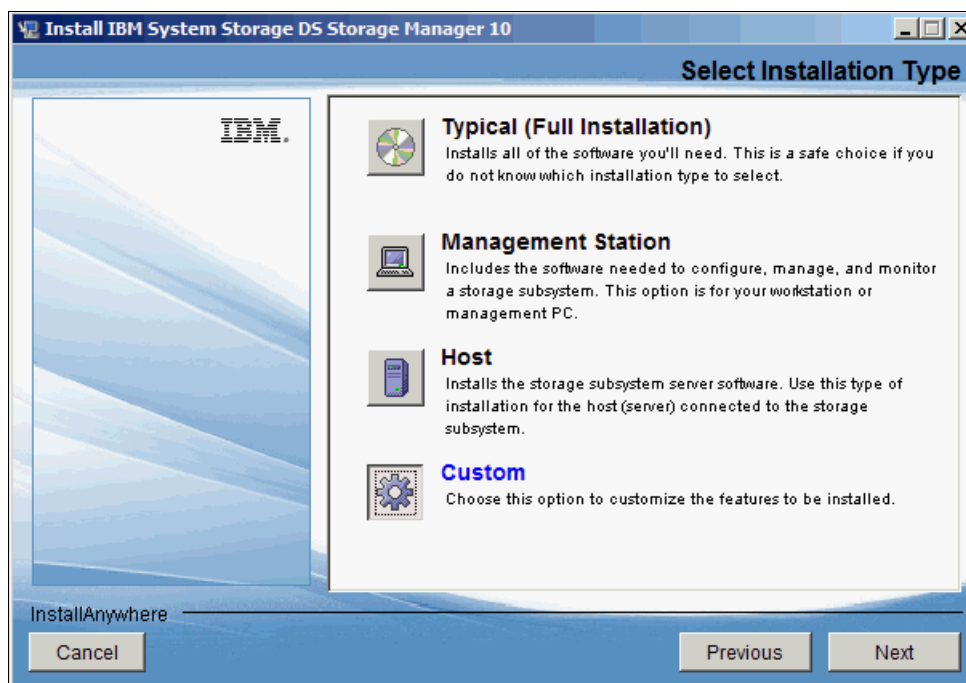 Install IBM System Storage DS Storage Manager 10
Select Installation Type
IBM.
Typical (Full Installation)
Installs all of the software you'll need. This is a safe choice if you
do not know which installation type to select.
Management Station
Includes the software needed to configure, manage, and monitor
a storage subsystem. This option is for your workstation or
management PC.
Host
Installs the storage subsystem server software. Use this type of
installation for the host (server) connected to the storage
subsystem.
Custom
Choose this option to customize the features to be installed.
InstallAnywhere
Cancel
Previous
Next